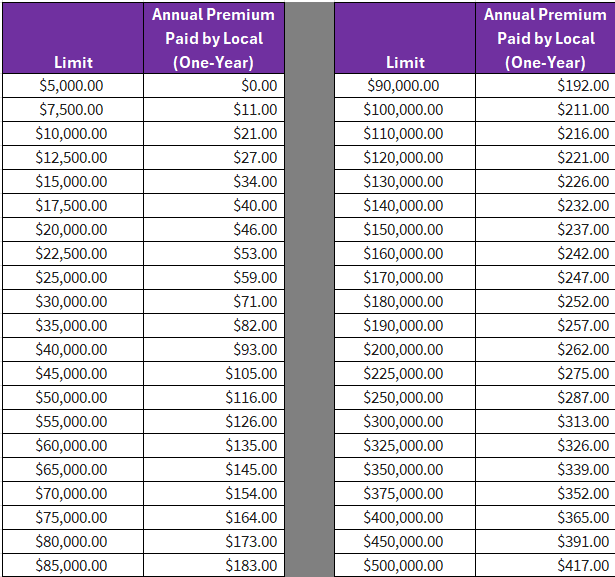 Limit Annual Premium Paid by Local (One-Year) Limit Annual Premium Paid by Local (One-Year)
$5,000.00 $0.00 $90,000.00 $192.00
$7,500.00 $11.00 $100,000.00 $211.00
$10,000.00 $21.00 $110,000.00 $216.00
$12,500.00 $27.00 $120,000.00 $221.00
$15,000.00 $34.00 $130,000.00 $226.00
$17,500.00 $40.00 $140,000.00 $232.00
$20,000.00 $46.00 $150,000.00 $237.00
$22,500.00 $53.00 $160,000.00 $242.00
$25,000.00 $59.00 $170,000.00 $247.00
$30,000.00 $71.00 $180,000.00 $252.00
$35,000.00 $82.00 $190,000.00 $257.00
$40,000.00 $93.00 $200,000.00 $262.00
$45,000.00 $105.00 $225,000.00 $275.00
$50,000.00 $116.00 $250,000.00 $287.00
$55,000.00 $126.00 $300,000.00 $313.00
$60,000.00 $135.00 $325,000.00 $326.00
$65,000.00 $145.00 $350,000.00 $339.00
$70,000.00 $154.00 $375,000.00 $352.00
$75,000.00 $164.00 $400,000.00 $365.00
$80,000.00 $173.00 $450,000.00 $391.00
$85,000.00 $183.00 $500,000.00 $417.00